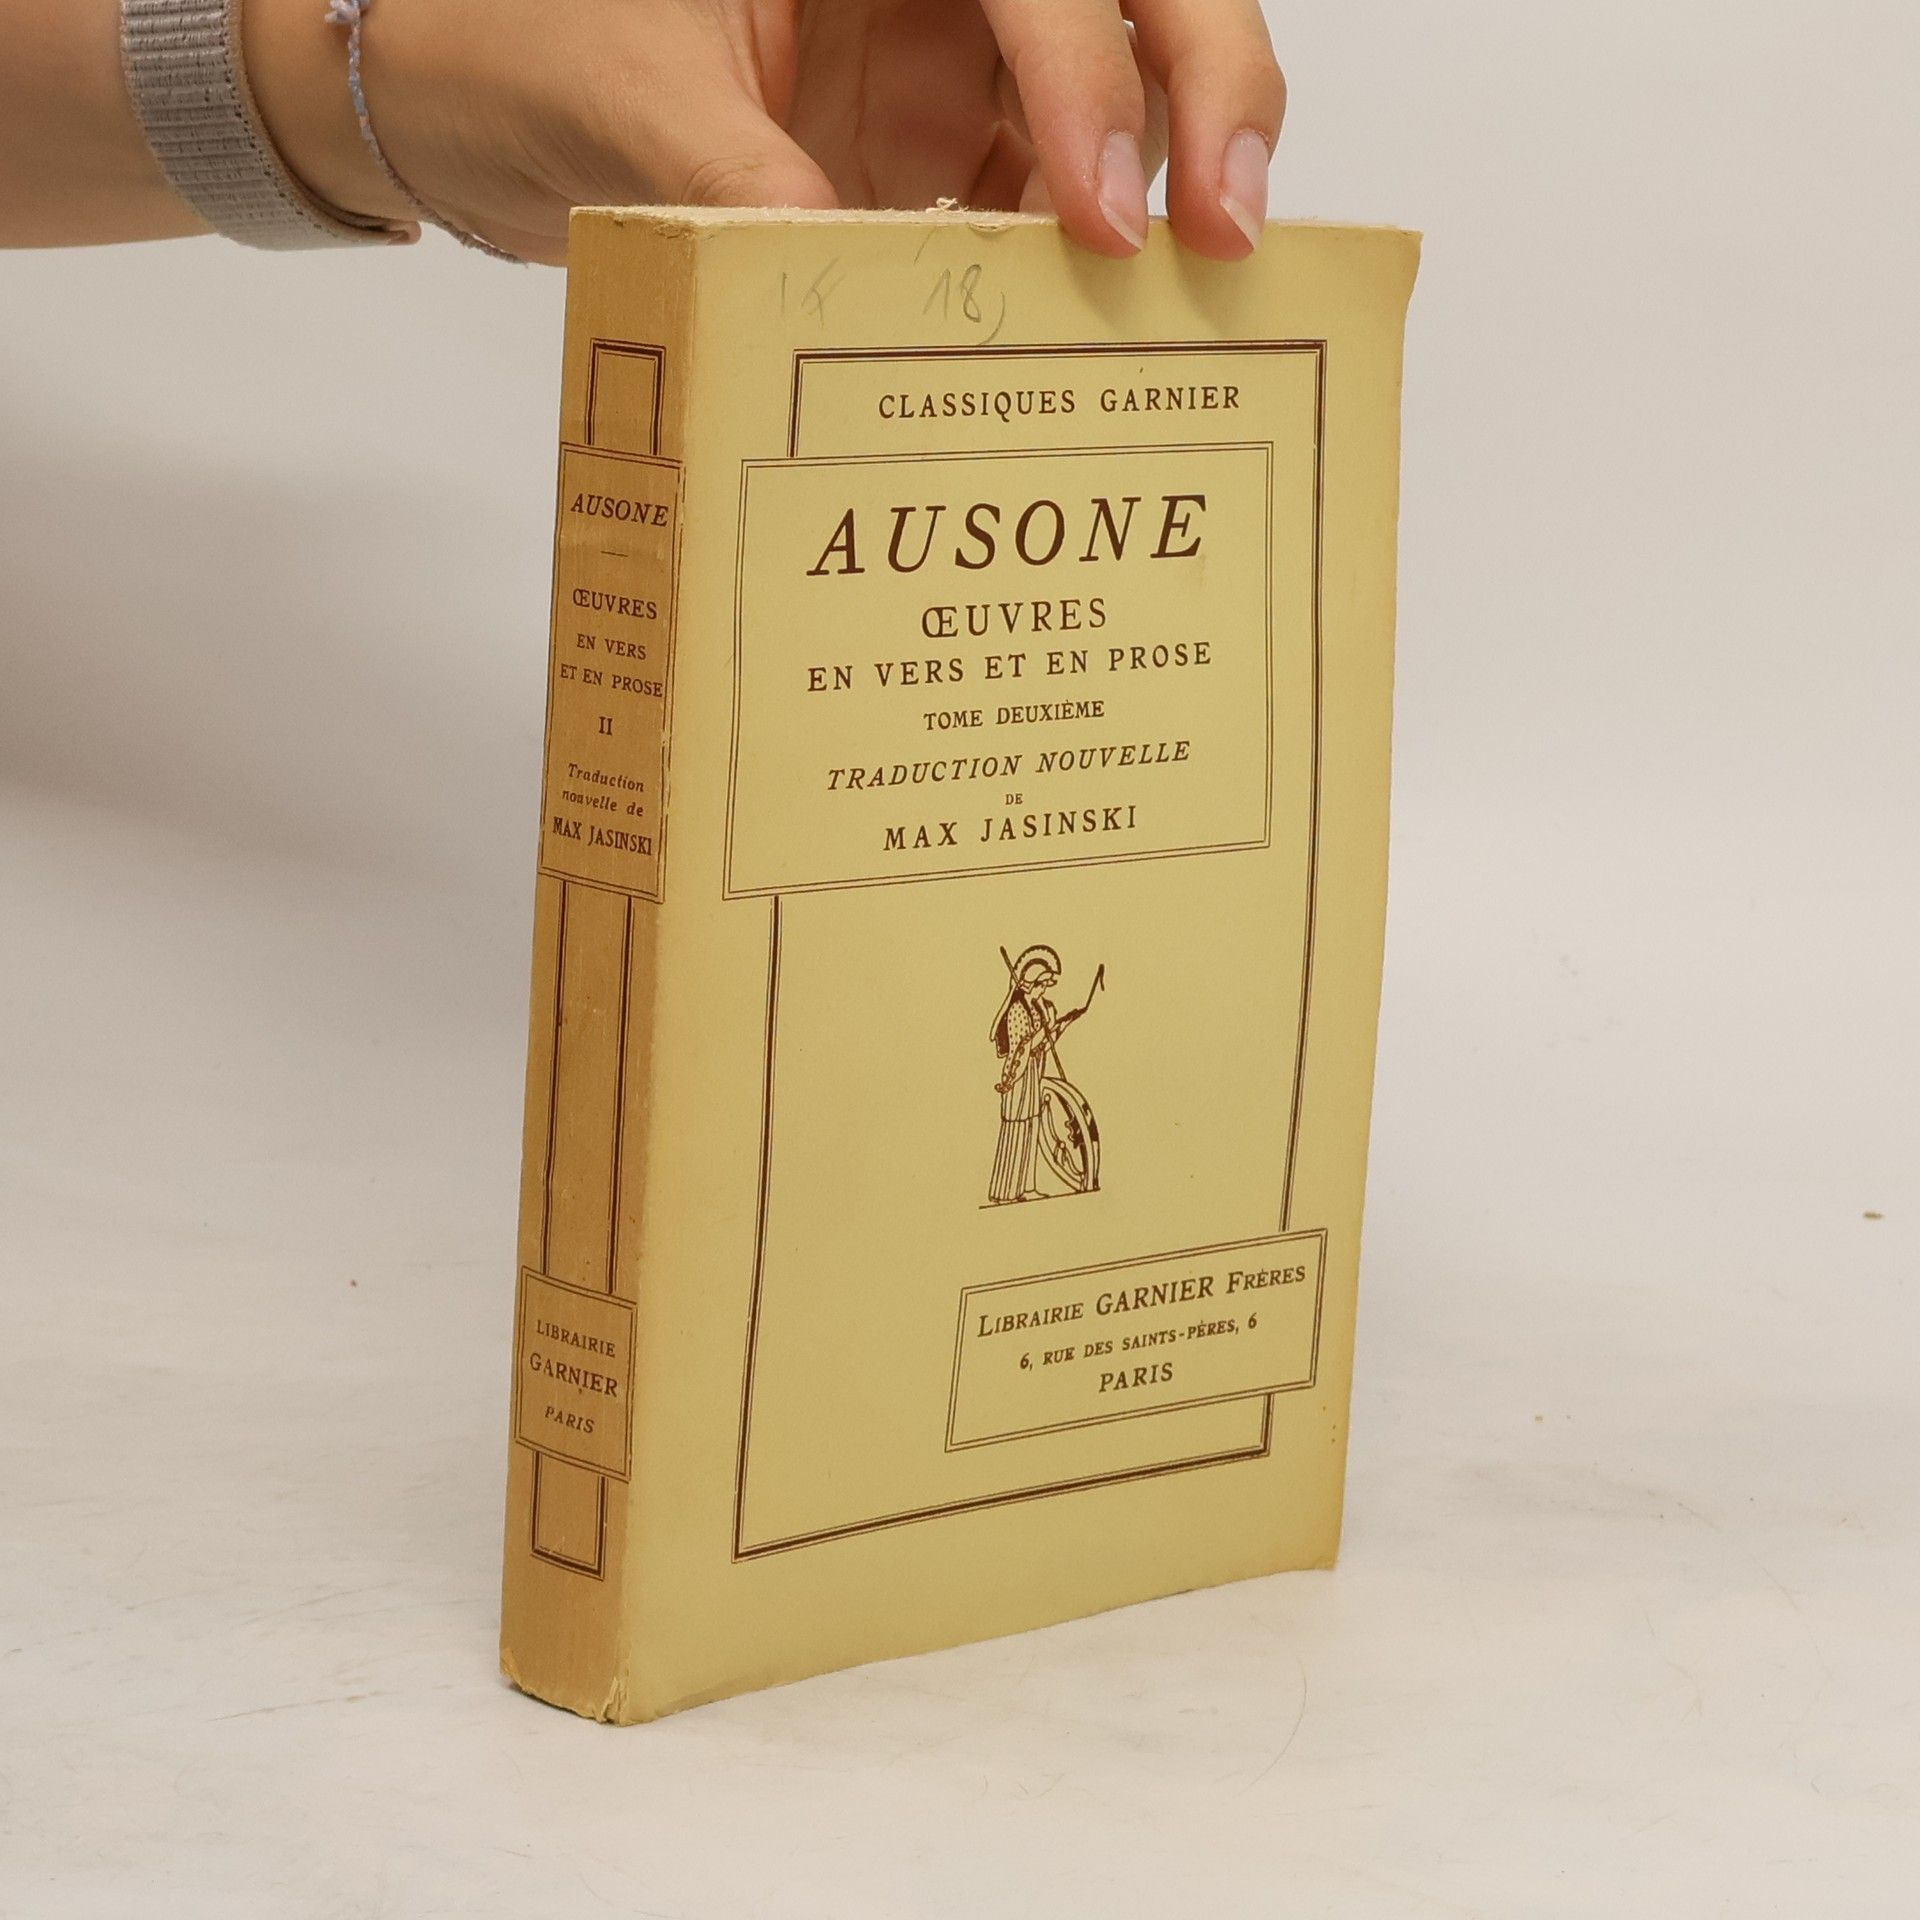 18,
CLASSIQUES GARNIER
AUSONE
ŒUVRES
EN VERS ET EN PROSE
TOME DEUXIÈME
TRADUCTION NOUVELLE
DE
MAX JASINSKI
LIBRAIRIE GARNIER FRÈRES
6, RUE DES SAINTS-PÈRES, 6
PARIS
AUSONE
ŒUVRES
EN VERS
ET EN PROSE
II
Traduction
nouvelle de
MAX JASINSKI
LIBRAIRIE
GARNIER
PARIS